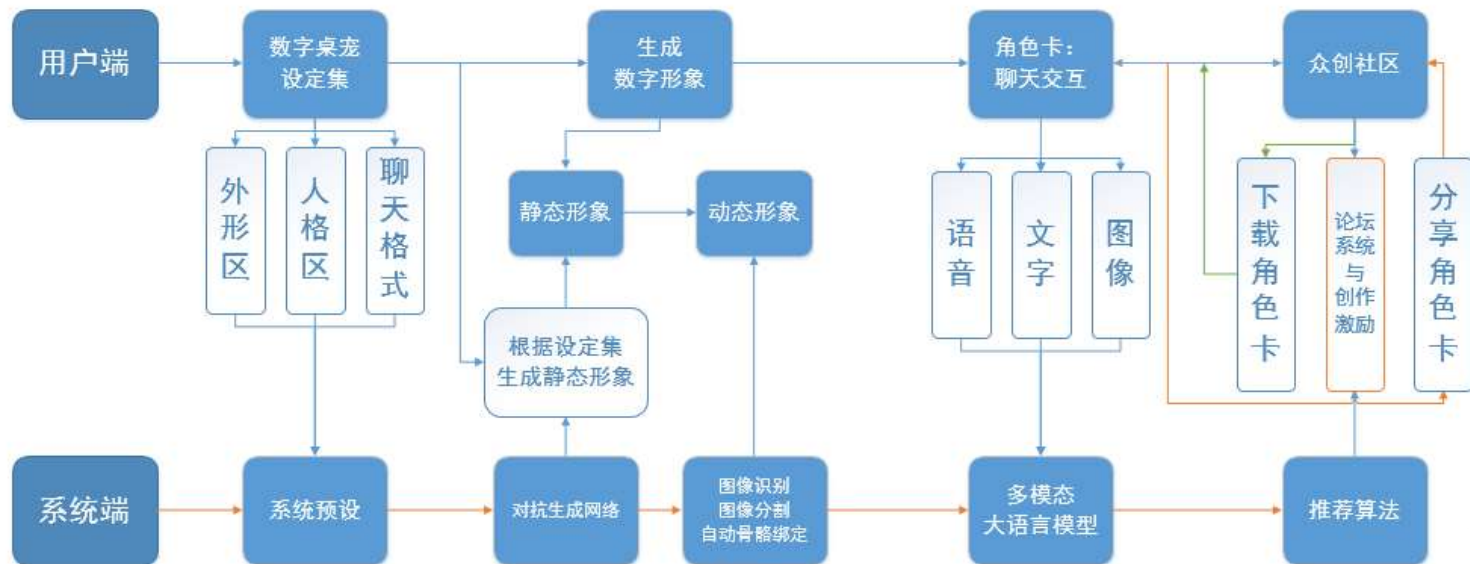 用户端
数字桌宠
设定集
生成
数字形象
角色卡：
聊天交互
众创社区
外形区
人格区
聊天格式
静态形象
动态形象
语音
文字
图像
下载角色卡
论坛
系统
与
创作
激励
分享角色卡
根据设定集
生成静态形象
系统端
系统预设
对抗生成网络
图像识别
图像分割
自动骨骼绑定
多模态
大语言模型
推荐算法